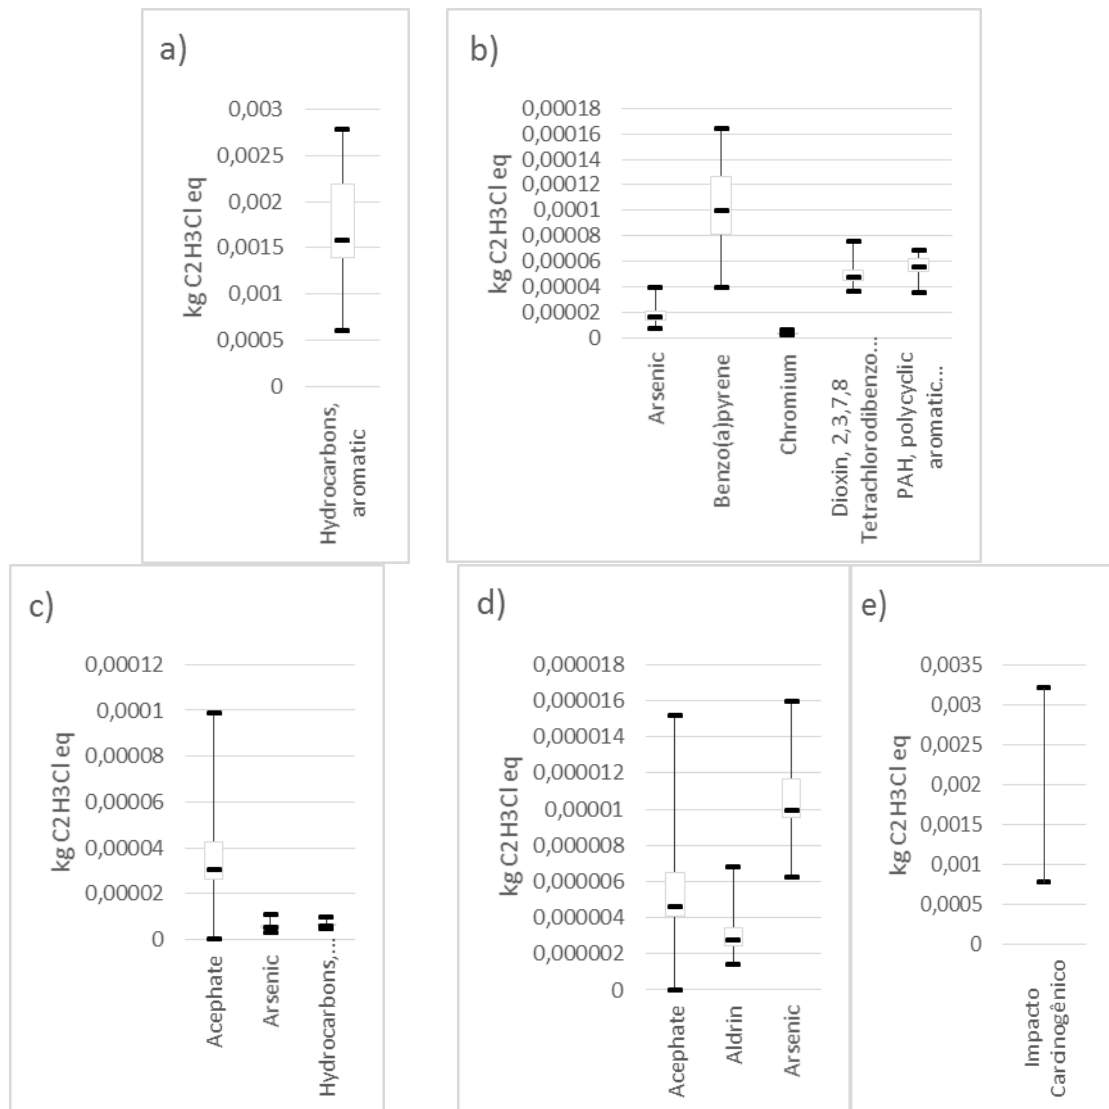 a)
kg C2H3Cl eq
0,003
0,0025
0,002
0,0015
0,001
0,0005
0
Hydrocarbons,
aromatic
b)
kg C2H3Cl eq
0,00018
0,00016
0,00014
0,00012
0,0001
0,00008
0,00006
0,00004
0,00002
0
Arsenic
Benzo(a)pyrene
Chromium
Dioxin, 2,3,7,8
Tetrachlorodibenzo...
PAH, polycyclic
aromatic...
c)
kg C2H3Cl eq
0,00012
0,0001
0,00008
0,00006
0,00004
0,00002
0
Acephate
Arsenic
Hydrocarbons,...
d)
kg C2H3Cl eq
0,000018
0,000016
0,000014
0,000012
0,00001
0,000008
0,000006
0,000004
0,000002
0
Acephate
Aldrin
Arsenic
e)
kg C2H3Cl eq
0,0035
0,003
0,0025
0,002
0,0015
0,001
0,0005
0
Impacto
Carcinogênico